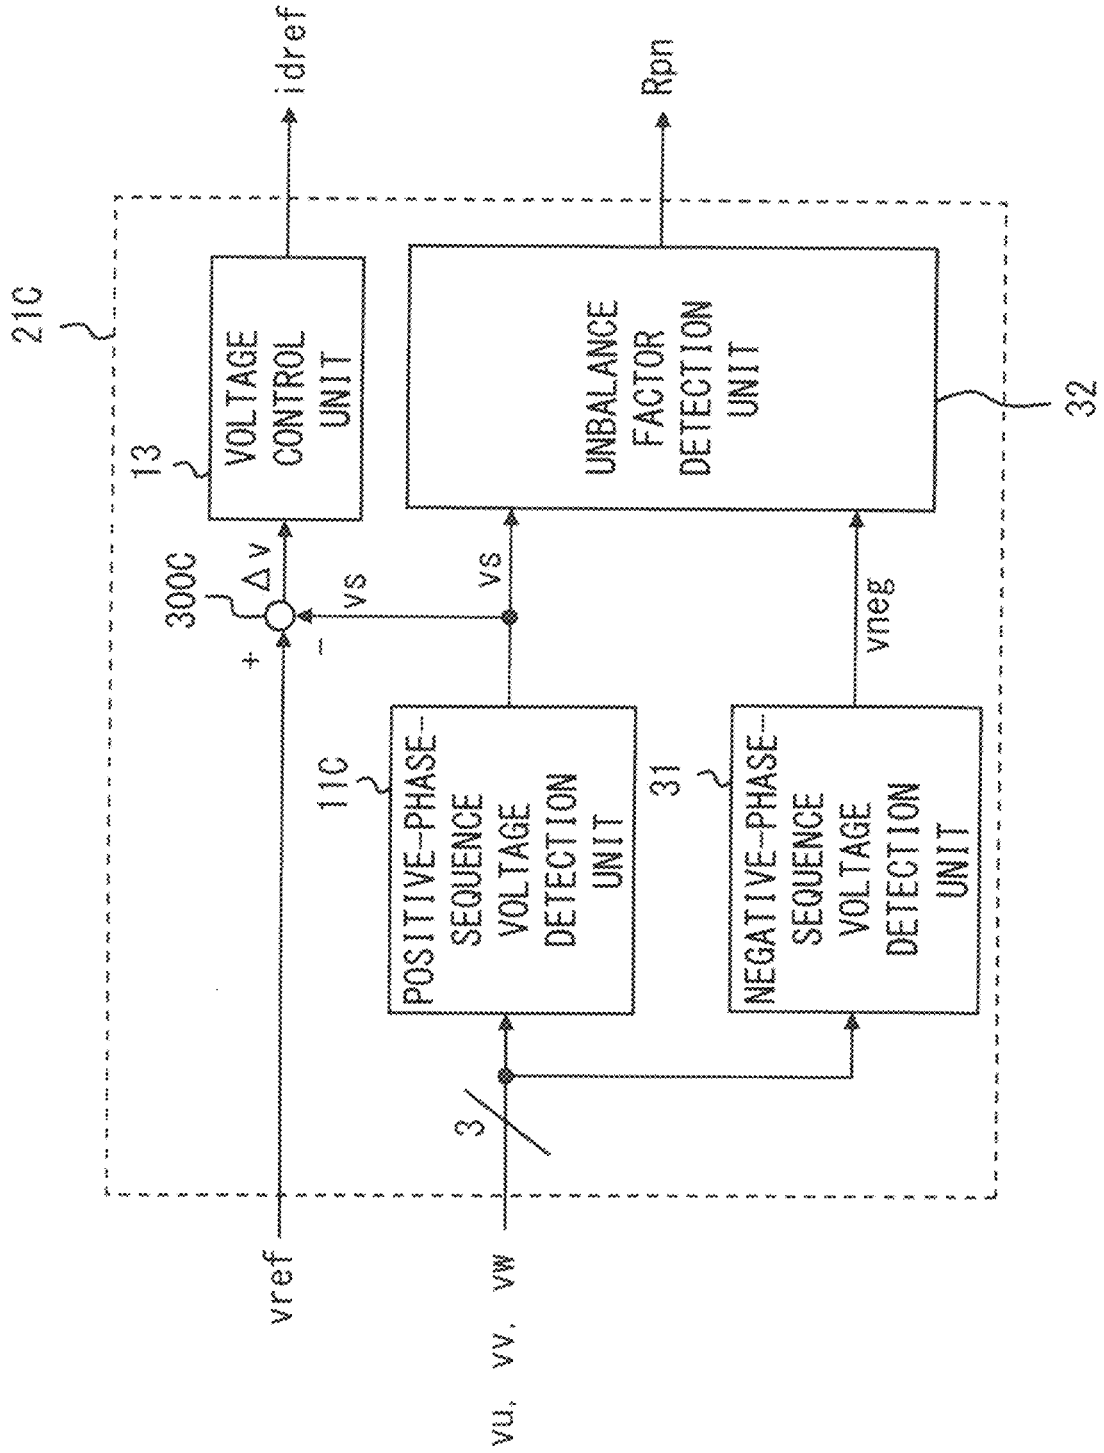 21C
13
VOLTAGE
CONTROL
UNIT
idref
300C
Δv
+
−
vs
vref
11C
POSITIVE-PHASE-
SEQUENCE
VOLTAGE
DETECTION
UNIT
vs
UNBALANCE
FACTOR
DETECTION
UNIT
Rpn
3
vu, vv, vw
31
NEGATIVE-PHASE-
SEQUENCE
VOLTAGE
DETECTION
UNIT
vneg
32